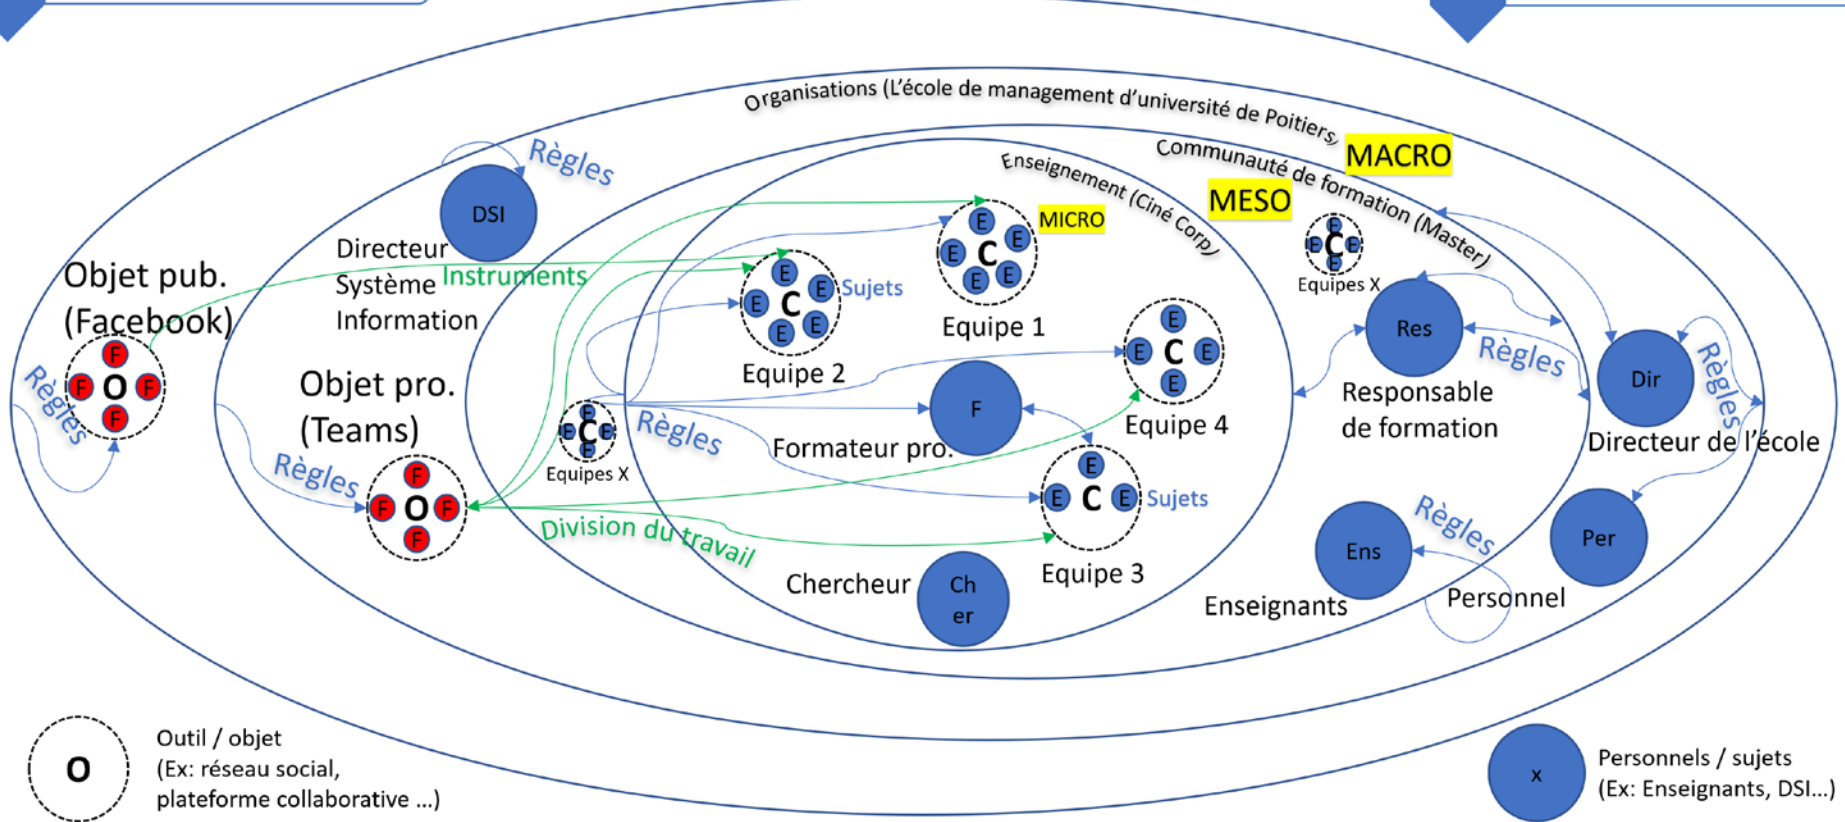 Organisations (L'école de management d'université de Poitiers,
MACRO
Communauté de formation (Master)
MESO
Enseignement (Ciné Corp)
MICRO
Règles
DSI
Directeur
Système
Information
Instruments
Objet pub.
(Facebook)
F
F
O
F
F
Règles
Objet pro.
(Teams)
Règles
F
F
O
F
F
E
E
C
E
E
Equipes X
Règles
Division du travail
E
E
E
C
E
E
Sujets
Equipe 2
E
E
E
C
E
E
Equipe 1
E
E
C
E
E
Equipe 4
F
Formateur pro.
E
E
C
E
Sujets
Equipe 3
Chercheur
Ch
er
E
E
C
E
E
Equipes X
Res
Règles
Responsable
de formation
Dir
Règles
Directeur de l'école
Ens
Règles
Enseignants
Per
Personnel
O
Outil / objet
(Ex: réseau social,
plateforme collaborative ...)
x
Personnels / sujets
(Ex: Enseignants, DSI...)